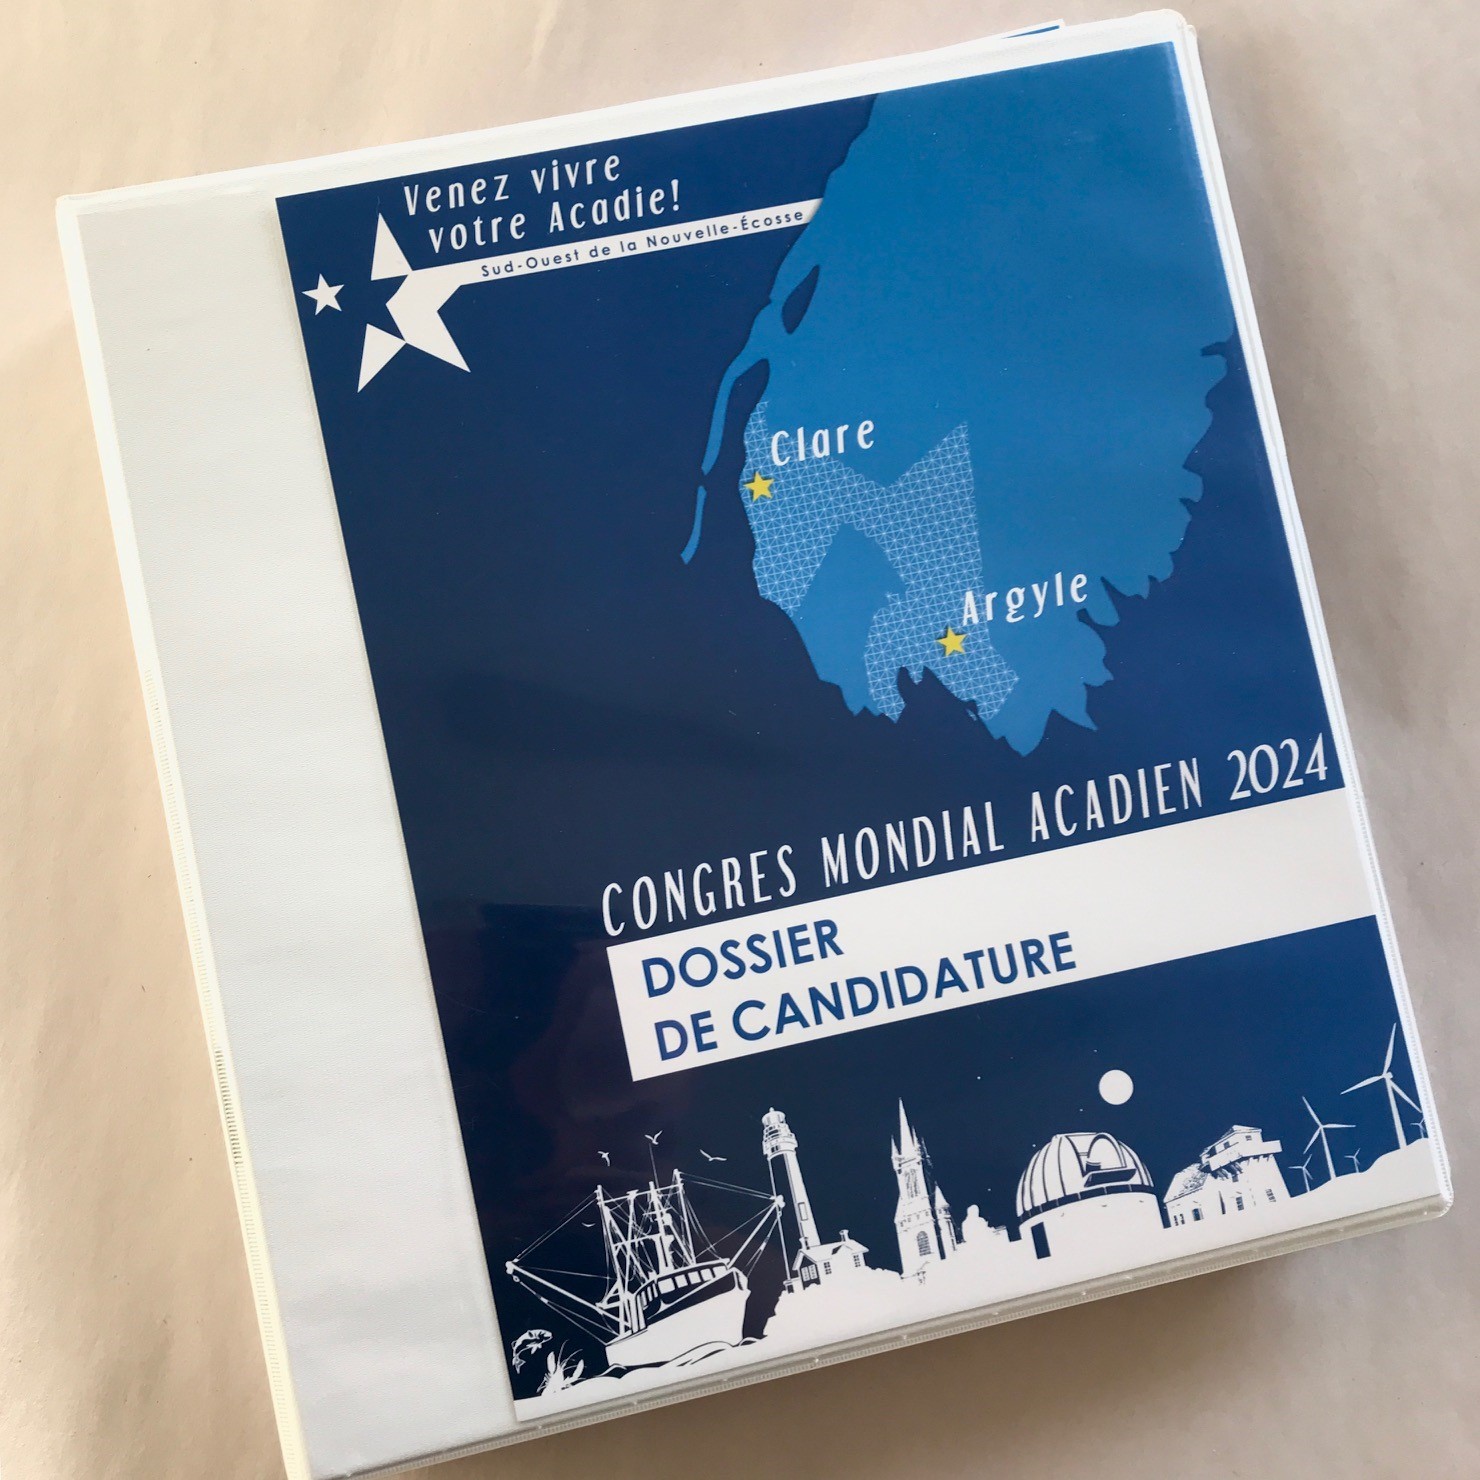 Venez vivre
votre Acadie!
Sud-Ouest de la Nouvelle-Écosse
Clare
Argyle
CONGRES MONDIAL ACADIEN 2024
DOSSIER
DE CANDIDATURE